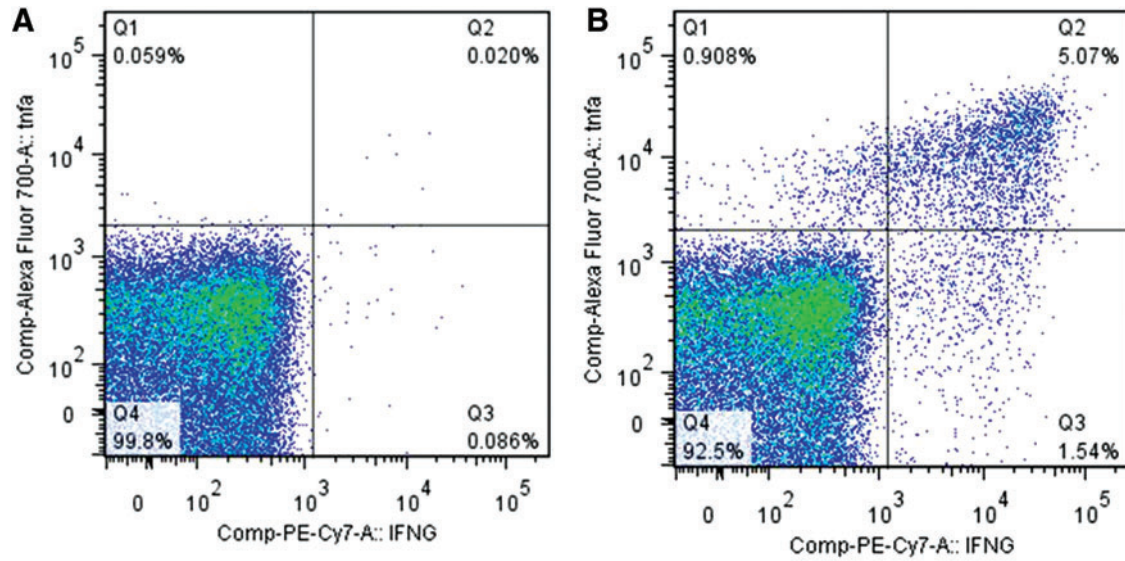 A
Q1
0.059%
Q2
0.020%
10^5
10^4
10^3
10^2
0
Comp-Alexa Fluor 700-A:: tnfa
Q4
99.8%
Q3
0.086%
0 10^2 10^3 10^4 10^5
Comp-PE-Cy7-A:: IFNG
B
Q1
0.908%
Q2
5.07%
10^5
10^4
10^3
10^2
0
Comp-Alexa Fluor 700-A:: tnfa
Q4
92.5%
Q3
1.54%
0 10^2 10^3 10^4 10^5
Comp-PE-Cy7-A:: IFNG